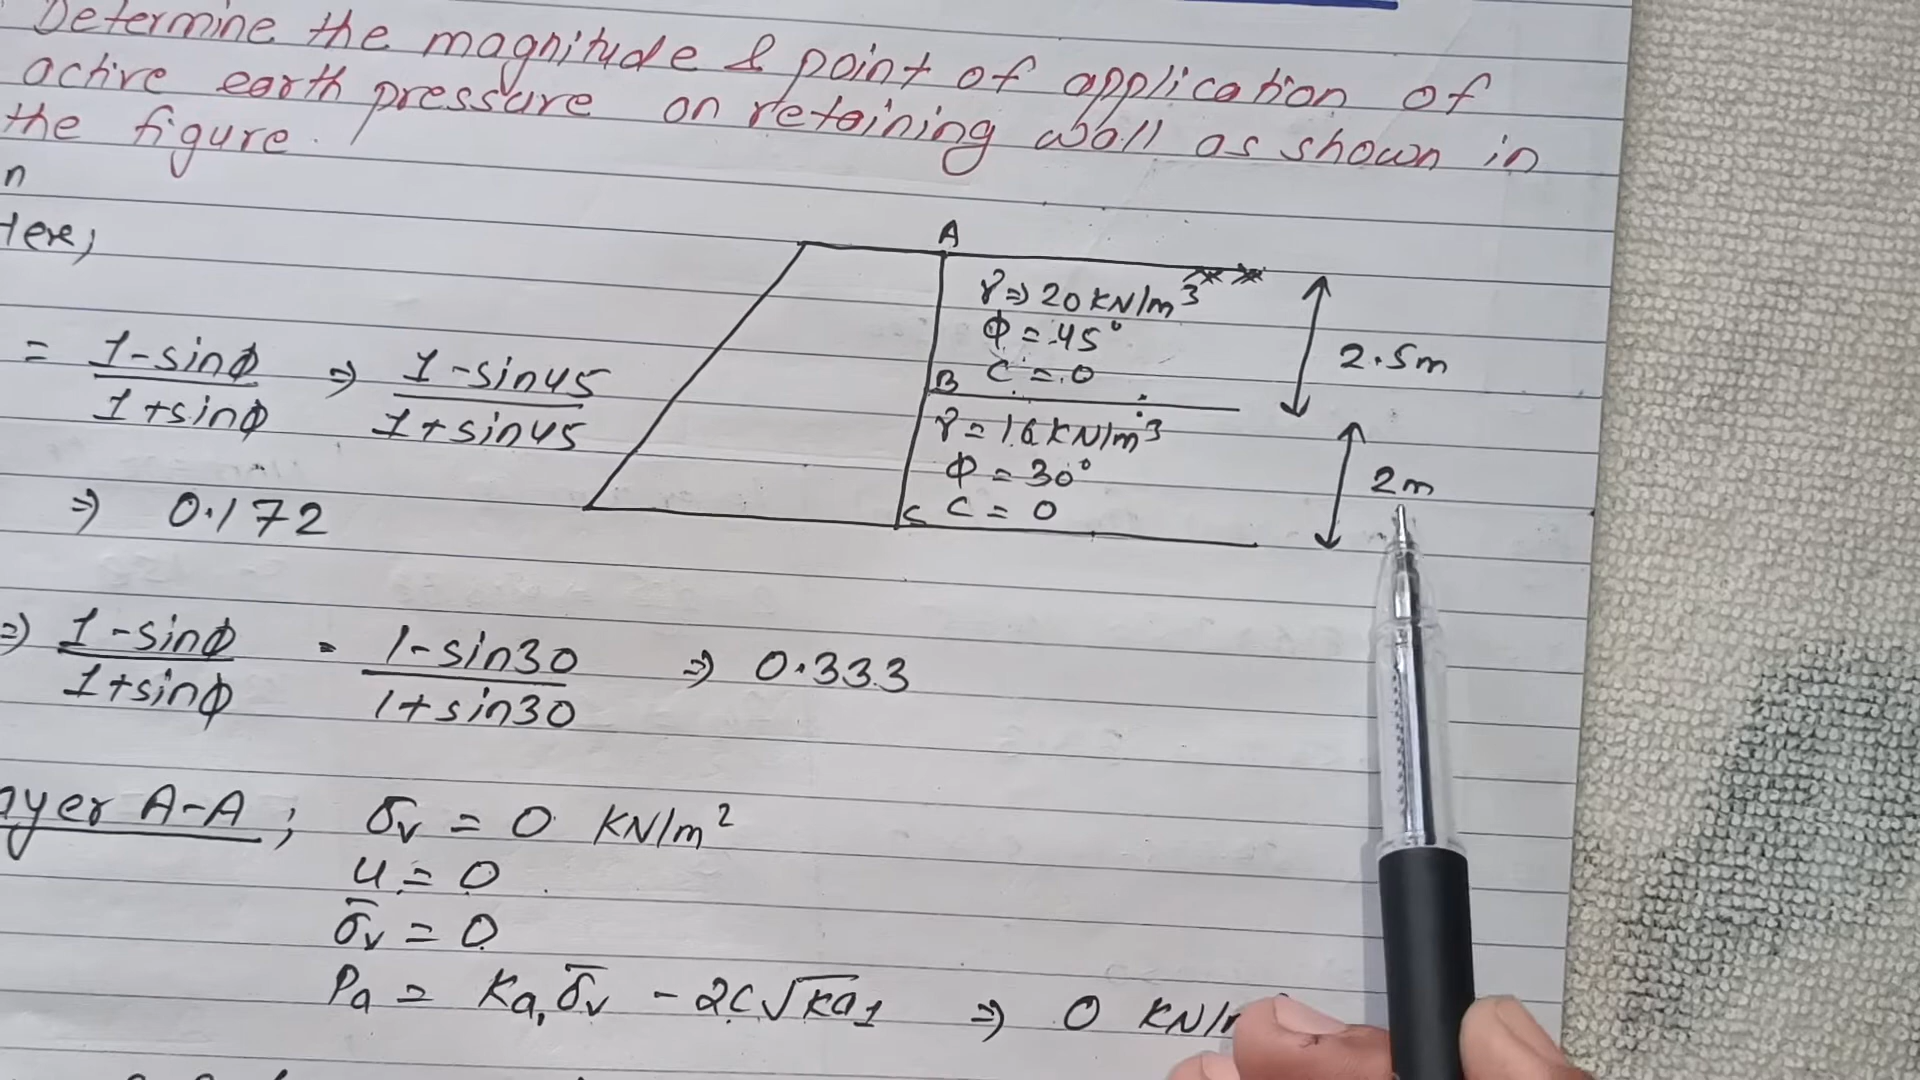 Determine the magnitude & point of application of
active earth pressure on retaining wall as shown in
the figure.
n
Here,
A
γ ⇒ 20 KN/m³
Φ = 45°
C = 0
2.5m
B
γ = 16 KN/m³
Φ = 30°
C = 0
2m
C
= 1-sinϕ / 1+sinϕ ⇒ 1-sin45 / 1+sin45
⇒ 0.172
⇒ 1-sinϕ / 1+sinϕ = 1-sin30 / 1+sin30 ⇒ 0.333
ayer A-A ; σv = 0 KN/m²
u = 0
σ̅v = 0
Pa = Ka₁ σ̅v - 2C√Ka1 ⇒ 0 KN/